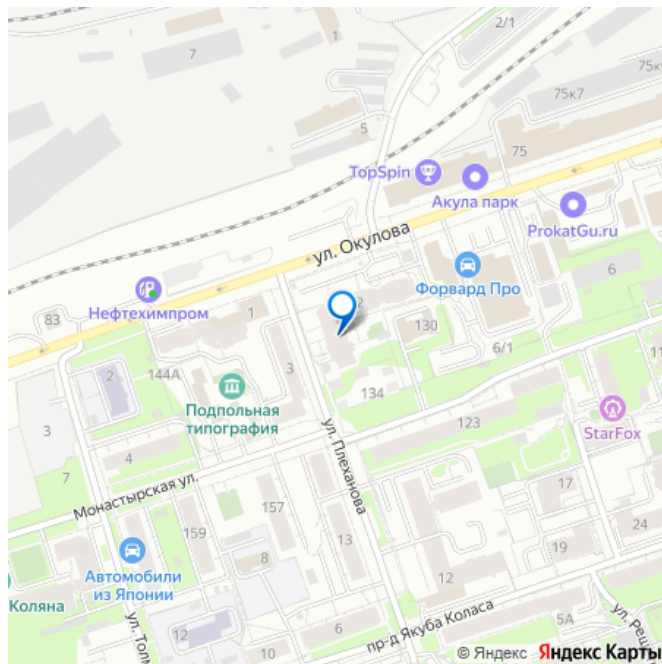 2/1
1
7
75к7
75к
5
75
TopSpin
Акула парк
ProkatGu.ru
ул. Окулова
6
Форвард Про
Нефтехимпром
2
1
83
130
6/1
3
2
144А
134
Подпольная
типография
123
StarFox
3
4
7
ул. Плеханова
Монастырская ул.
17
157
24
159
13
19
8
Автомобили
из Японии
12
Коляна
5А
ул. Реш
ул. Толм
12
6
10
пр-д Якуба Коласа
© Яндекс Яндекс Карты